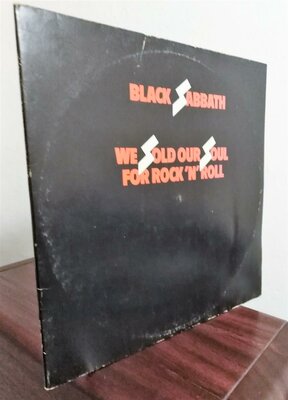 BLACK SABBATH
WE SOLD OUR SOUL
FOR ROCK 'N' ROLL